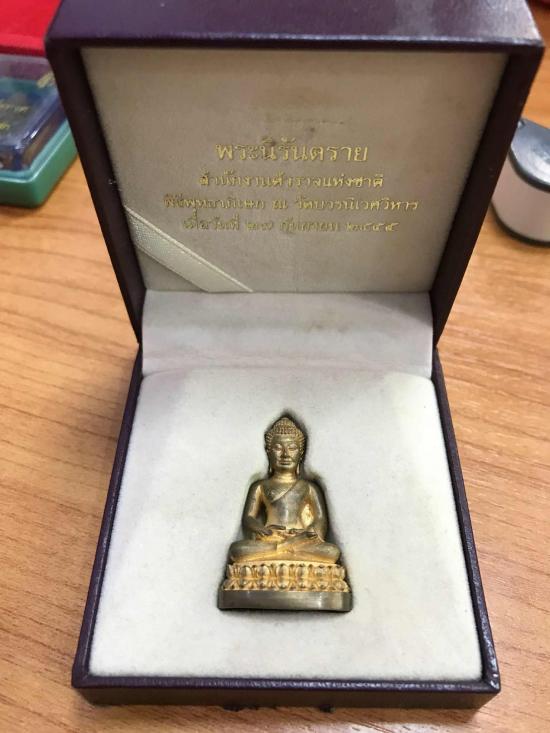 พระนิรันตราย
สำนักงานตำรวจแห่งชาติ
พิธีพุทธาภิเษก ณ วัดบวรนิเวศวิหาร
เมื่อวันที่ ๒๗ กันยายน ๒๕๔๕